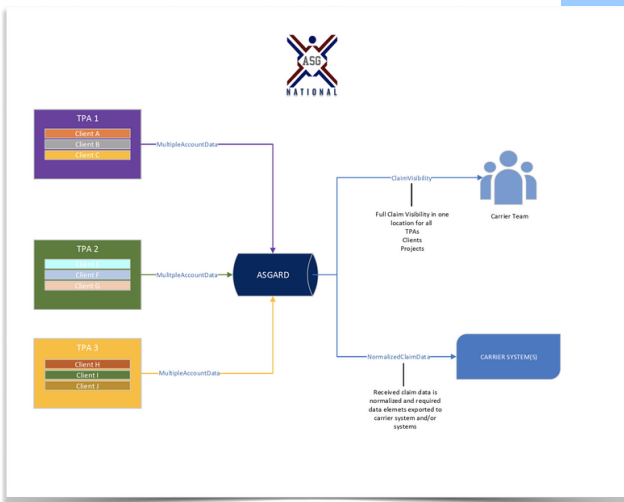 ASG
NATIONAL
TPA 1
Client A
Client B
Client C
MultipleAccountData
TPA 2
Client F
Client G
MulitpleAccountData
TPA 3
Client H
Client I
Client J
MultipleAccountData
ASGARD
ClaimVisibility
Full Claim Visibility in one
location for all
TPAs
Clients
Projects
Carrier Team
NormalizedClaimData
CARRIER SYSTEM(S)
Received claim data is
normalized and required
data elemets exported to
carrier system and/or
systems